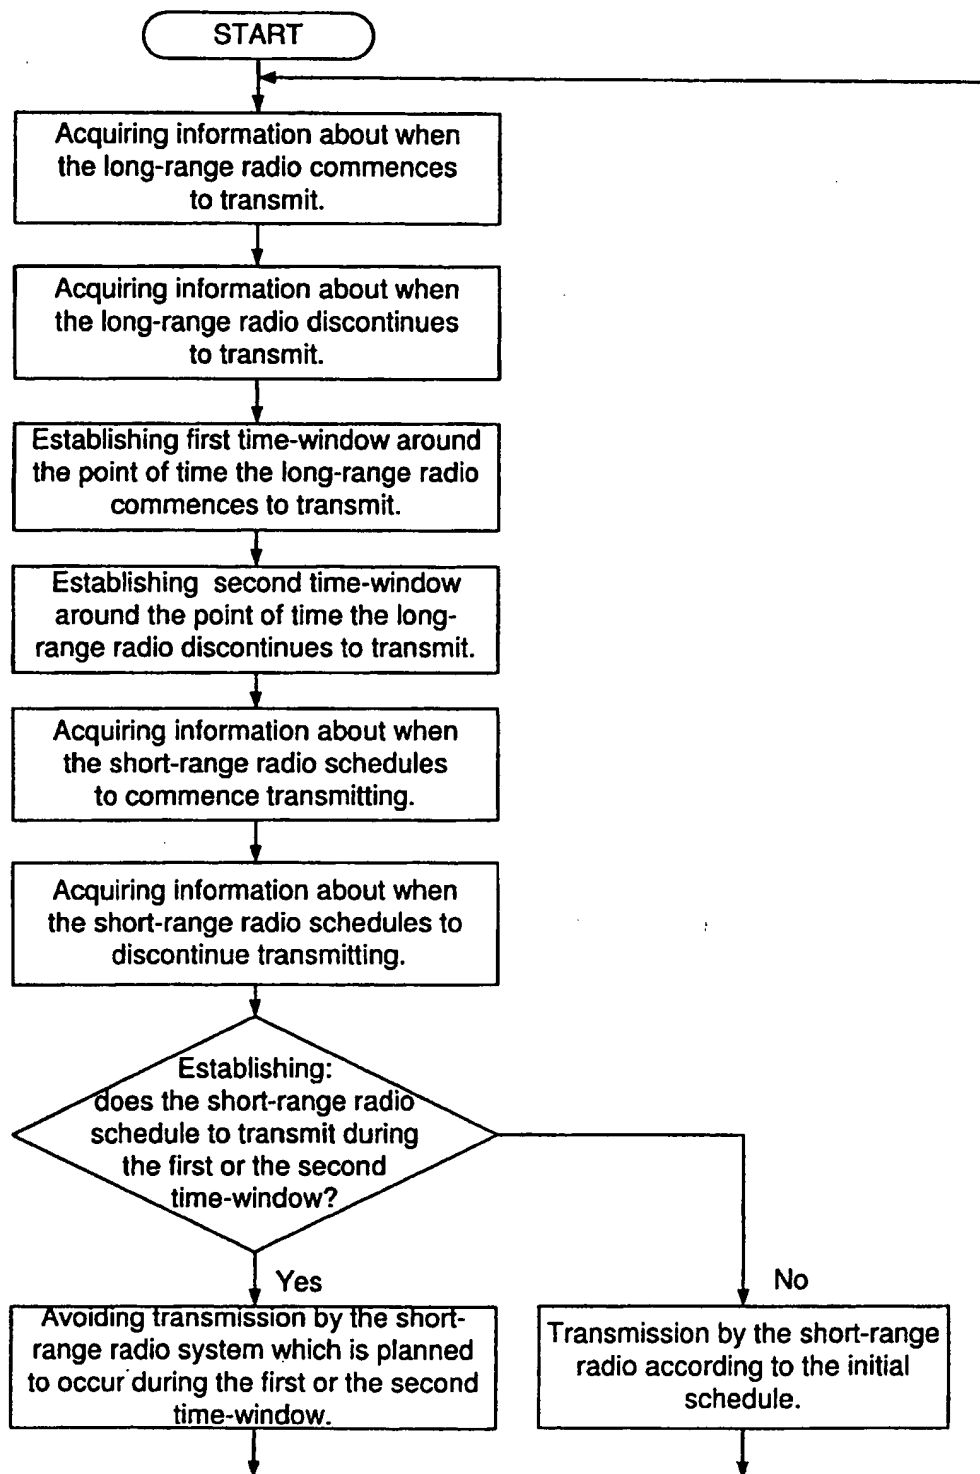 START
Acquiring information about when
the long-range radio commences
to transmit.
Acquiring information about when
the long-range radio discontinues
to transmit.
Establishing first time-window around
the point of time the long-range radio
commences to transmit.
Establishing second time-window
around the point of time the long-
range radio discontinues to transmit.
Acquiring information about when
the short-range radio schedules
to commence transmitting.
Acquiring information about when
the short-range radio schedules to
discontinue transmitting.
Establishing:
does the short-range radio
schedule to transmit during
the first or the second
time-window?
Yes
No
Avoiding transmission by the short-
range radio system which is planned
to occur during the first or the second
time-window.
Transmission by the short-range
radio according to the initial
schedule.